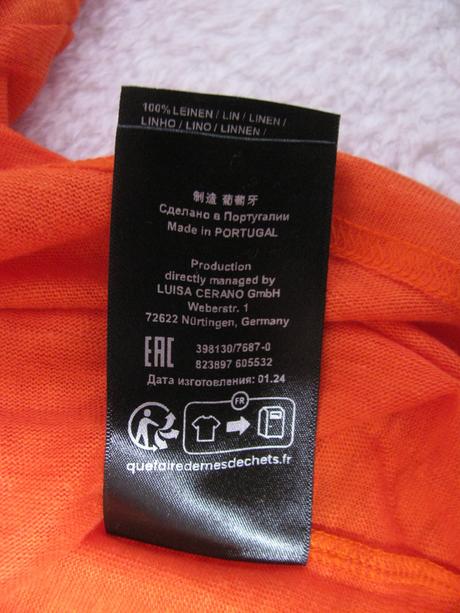 100% LEINEN / LIN / LINEN /
LINHO / LINO / LINNEN /
制造 葡萄牙
Сделано в Португалии
Made in PORTUGAL
Production
directly managed by
LUISA CERANO GmbH
Weberstr. 1
72622 Nürtingen, Germany
EAC 398130/7687-0
823897 605532
Дата изготовления: 01.24
FR
quefairedemesdechets.fr